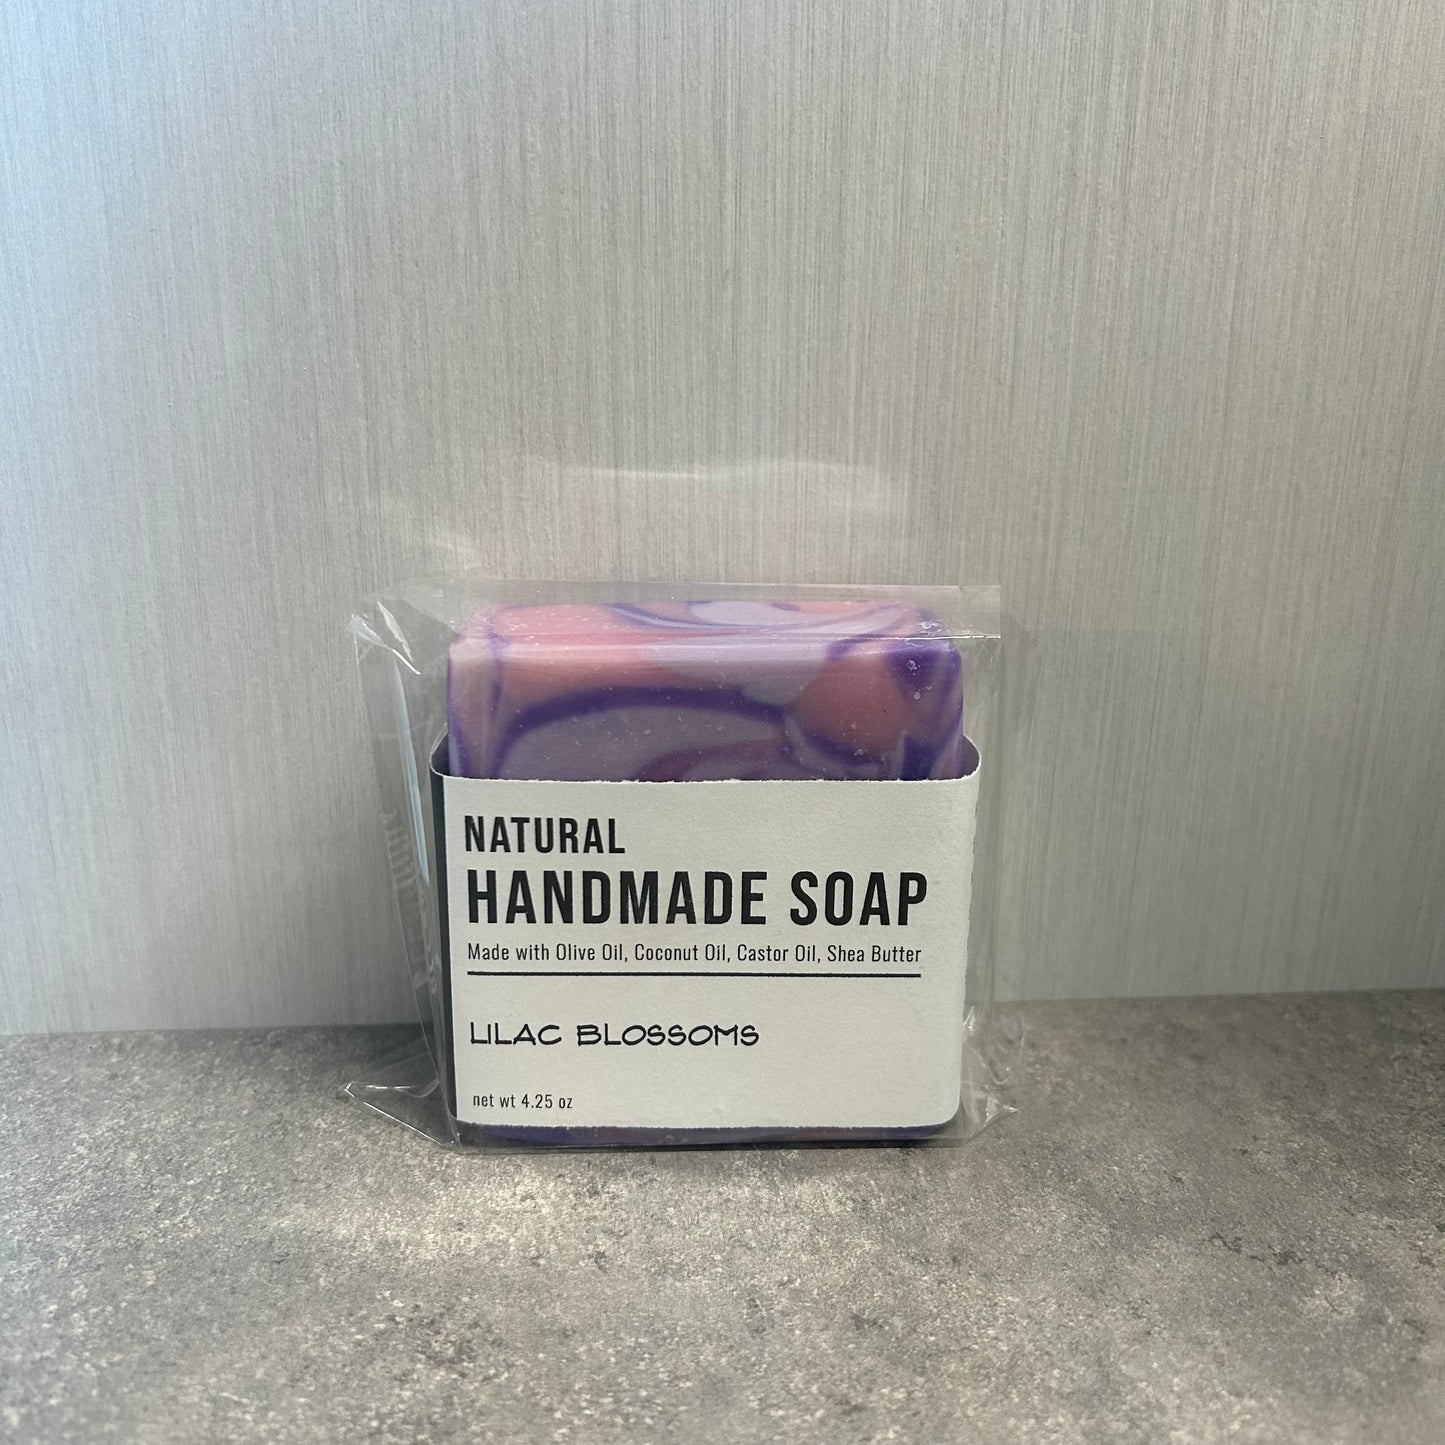 NATURAL
HANDMADE SOAP
Made with Olive Oil, Coconut Oil, Castor Oil, Shea Butter
LILAC BLOSSOMS
net wt 4.25 oz